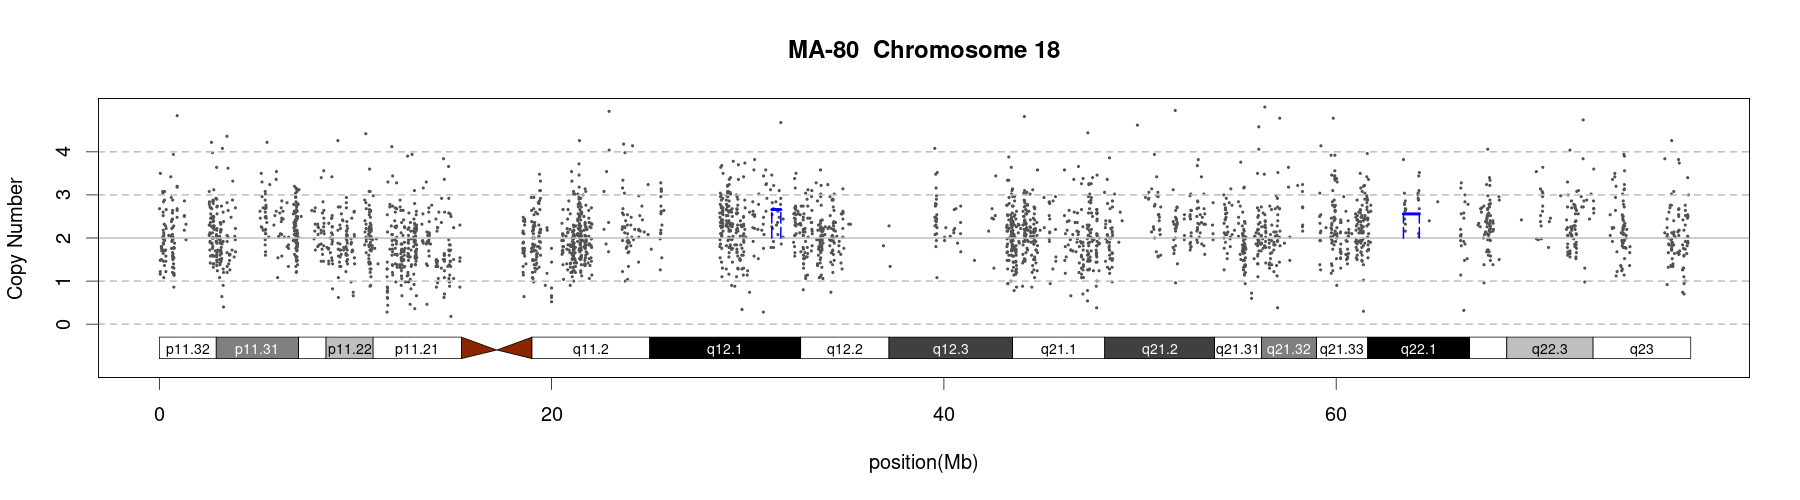 MA-80  Chromosome 18
Copy Number
4
3
2
1
0
p11.32 p11.31 p11.22 p11.21 q11.2 q12.1 q12.2 q12.3 q21.1 q21.2 q21.31 q21.32 q21.33 q22.1 q22.3 q23
0 20 40 60
position(Mb)